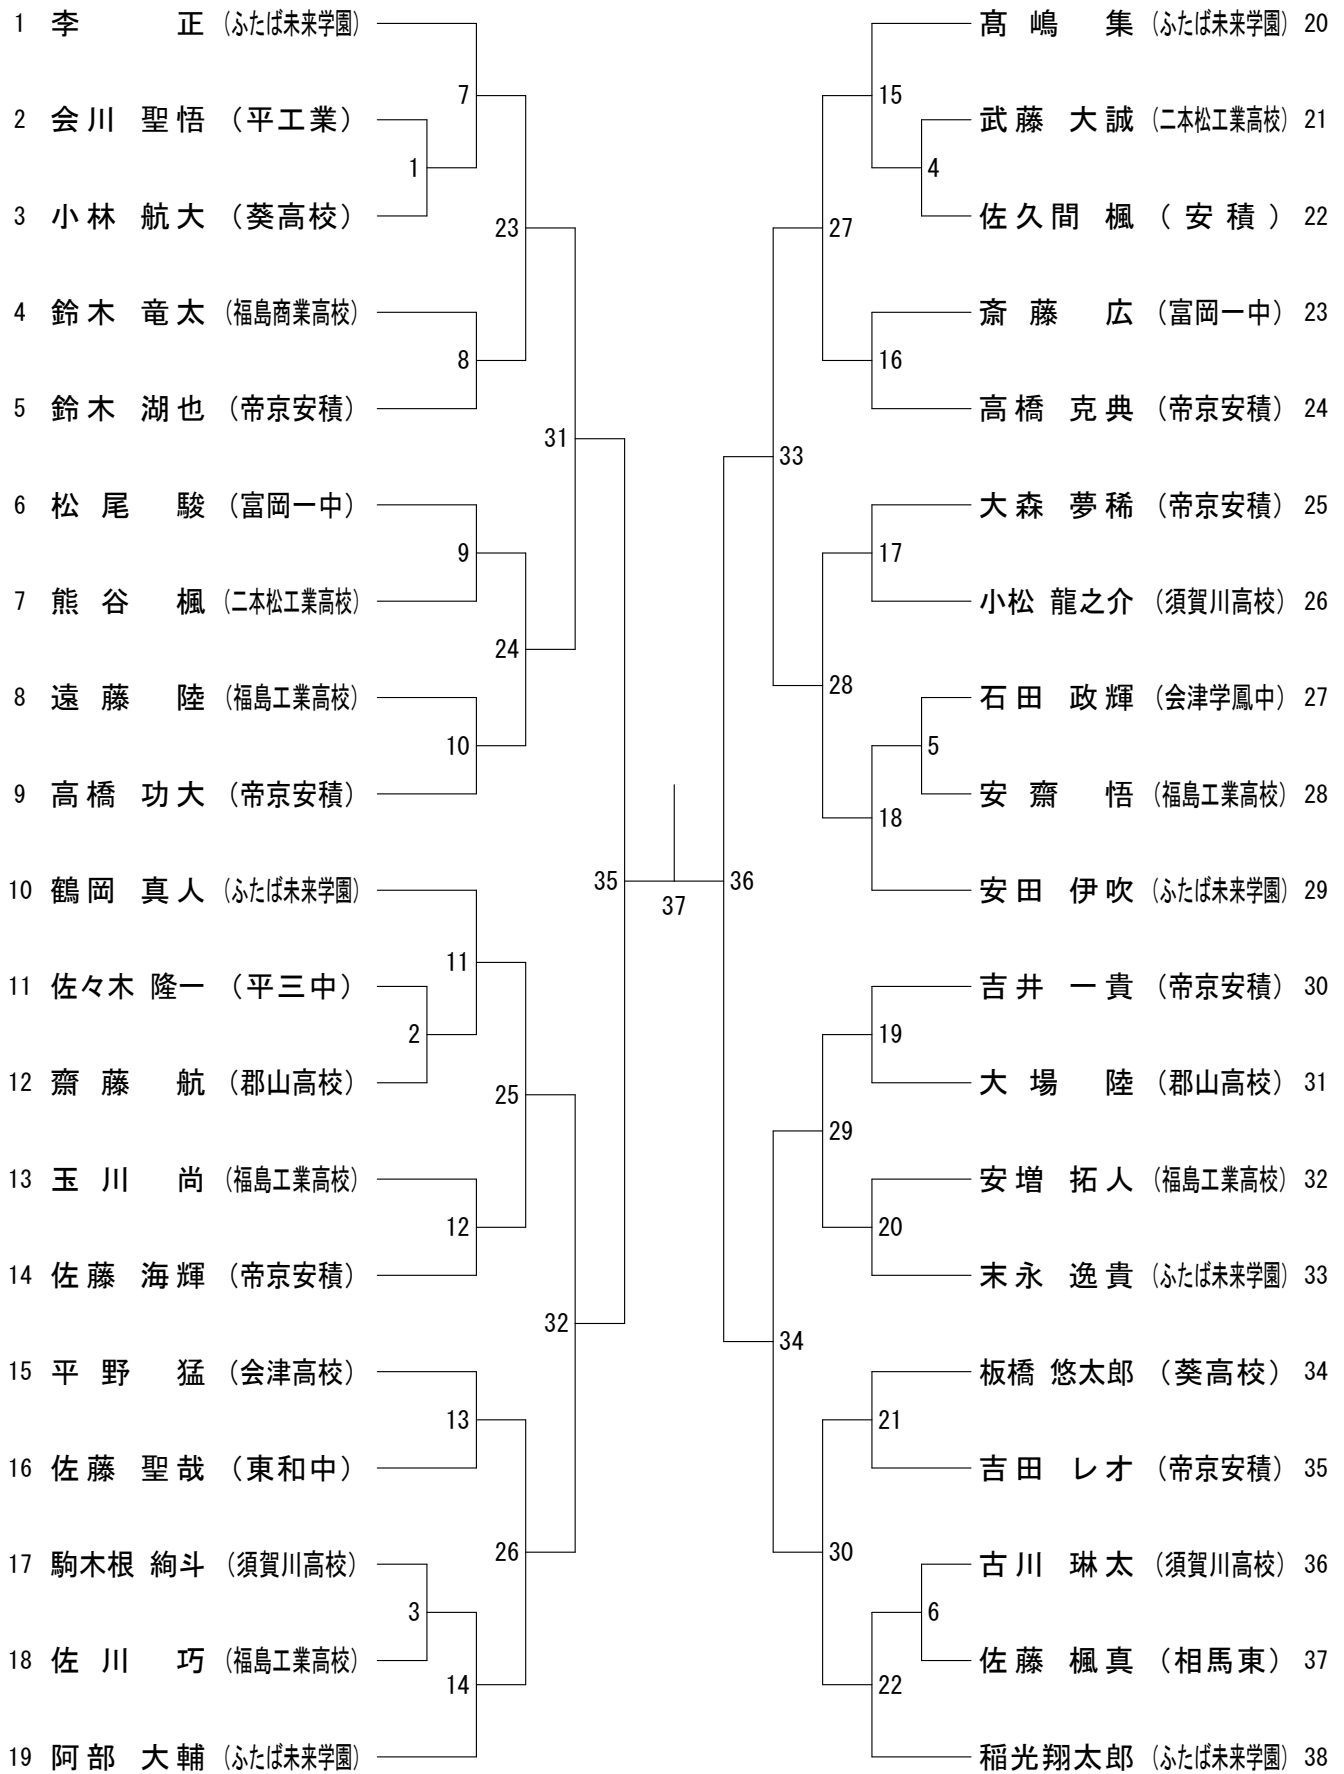 1 李 正 (ふたば未来学園)
2 会川 聖悟 (平工業)
3 小林 航大 (葵高校)
4 鈴木 竜太 (福島商業高校)
5 鈴木 湖也 (帝京安積)
6 松尾 駿 (富岡一中)
7 熊谷 楓 (二本松工業高校)
8 遠藤 陸 (福島工業高校)
9 高橋 功大 (帝京安積)
10 鶴岡 真人 (ふたば未来学園)
11 佐々木 隆一 (平三中)
12 齋藤 航 (郡山高校)
13 玉川 尚 (福島工業高校)
14 佐藤 海輝 (帝京安積)
15 平野 猛 (会津高校)
16 佐藤 聖哉 (東和中)
17 駒木根 絢斗 (須賀川高校)
18 佐川 巧 (福島工業高校)
19 阿部 大輔 (ふたば未来学園)
7
1
23
8
31
9
24
10
35
11
2
25
12
32
13
26
3
14
37
36
15
4
27
16
33
17
28
5
18
19
29
20
34
21
30
6
22
髙嶋 集 (ふたば未来学園) 20
武藤 大誠 (二本松工業高校) 21
佐久間 楓 (安積) 22
斎藤 広 (富岡一中) 23
高橋 克典 (帝京安積) 24
大森 夢稀 (帝京安積) 25
小松 龍之介 (須賀川高校) 26
石田 政輝 (会津学鳳中) 27
安齋 悟 (福島工業高校) 28
安田 伊吹 (ふたば未来学園) 29
吉井 一貴 (帝京安積) 30
大場 陸 (郡山高校) 31
安増 拓人 (福島工業高校) 32
末永 逸貴 (ふたば未来学園) 33
板橋 悠太郎 (葵高校) 34
吉田 レオ (帝京安積) 35
古川 琳太 (須賀川高校) 36
佐藤 楓真 (相馬東) 37
稲光翔太郎 (ふたば未来学園) 38